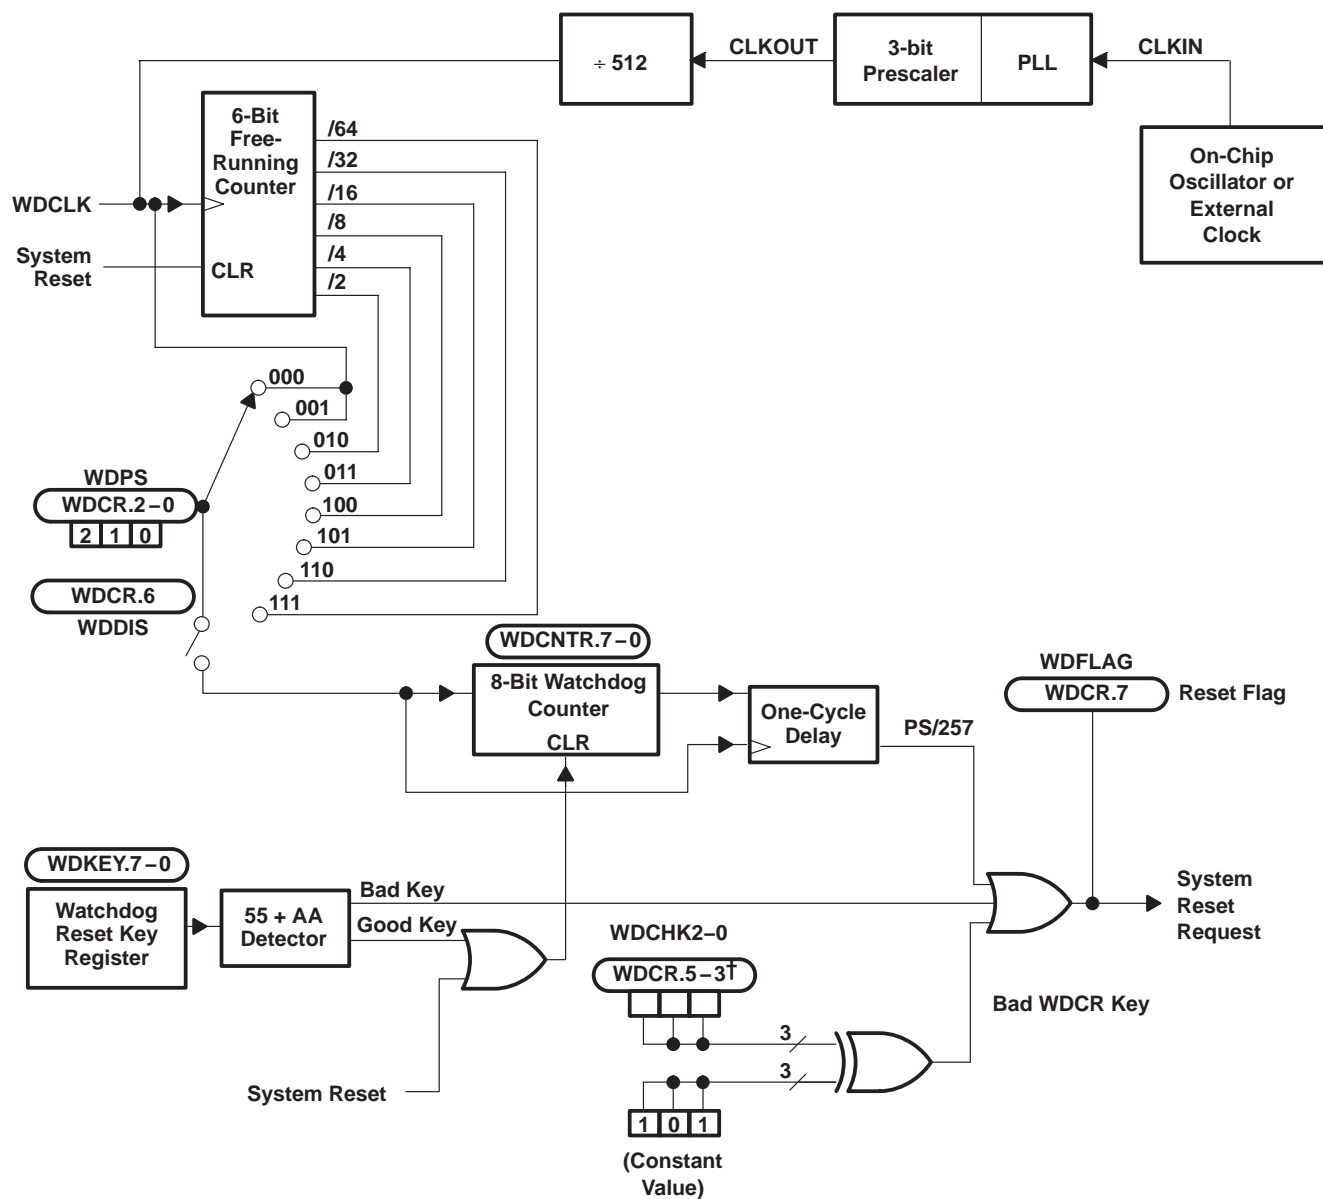 ÷ 512
CLKOUT
3-bit
Prescaler
PLL
CLKIN
On-Chip
Oscillator or
External
Clock
6-Bit
Free-
Running
Counter
CLR
/64
/32
/16
/8
/4
/2
WDCLK
System
Reset
000
001
010
011
100
101
110
111
WDPS
WDCR.2–0
2 1 0
WDCR.6
WDDIS
WDCNTR.7–0
8-Bit Watchdog
Counter
CLR
One-Cycle
Delay
PS/257
WDFLAG
WDCR.7
Reset Flag
WDKEY.7–0
Watchdog
Reset Key
Register
55 + AA
Detector
Bad Key
Good Key
System Reset
WDCHK2–0
WDCR.5–3†
3
3
1 0 1
(Constant
Value)
Bad WDCR Key
System
Reset
Request